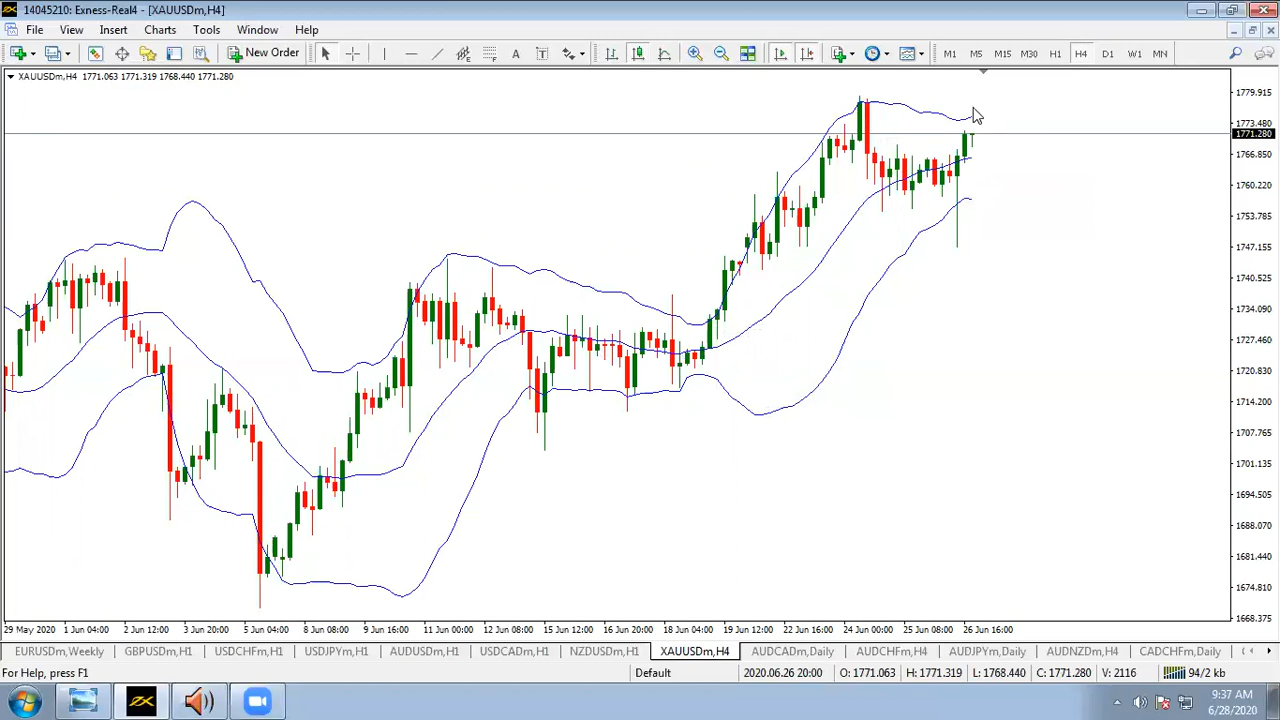 14045210: Exness-Real4 - [XAUUSDm,H4]
File View Insert Charts Tools Window Help
New Order A T M1 M5 M15 M30 H1 H4 D1 W1 MN
XAUUSDm,H4 1771.063 1771.319 1768.440 1771.280
1779.915
1773.480
1771.280
1766.850
1760.220
1753.785
1747.155
1740.525
1734.090
1727.460
1720.830
1714.200
1707.765
1701.135
1694.505
1688.070
1681.440
1674.810
1668.375
29 May 2020 1 Jun 04:00 2 Jun 12:00 3 Jun 20:00 5 Jun 04:00 8 Jun 08:00 9 Jun 16:00 11 Jun 00:00 12 Jun 08:00 15 Jun 12:00 16 Jun 20:00 18 Jun 04:00 19 Jun 12:00 22 Jun 16:00 24 Jun 00:00 25 Jun 08:00 26 Jun 16:00
EURUSDm,Weekly GBPUSDm,H1 USDCHFm,H1 USDJPYm,H1 AUDUSDm,H1 USDCADm,H1 NZDUSDm,H1 XAUUSDm,H4 AUDCADm,Daily AUDCHFm,H4 AUDJPYm,Daily AUDNZDm,H4 CADCHFm,Daily
For Help, press F1 Default 2020.06.26 20:00 O: 1771.063 H: 1771.319 L: 1768.440 C: 1771.280 V: 2116 94/2 kb
9:37 AM
6/28/2020